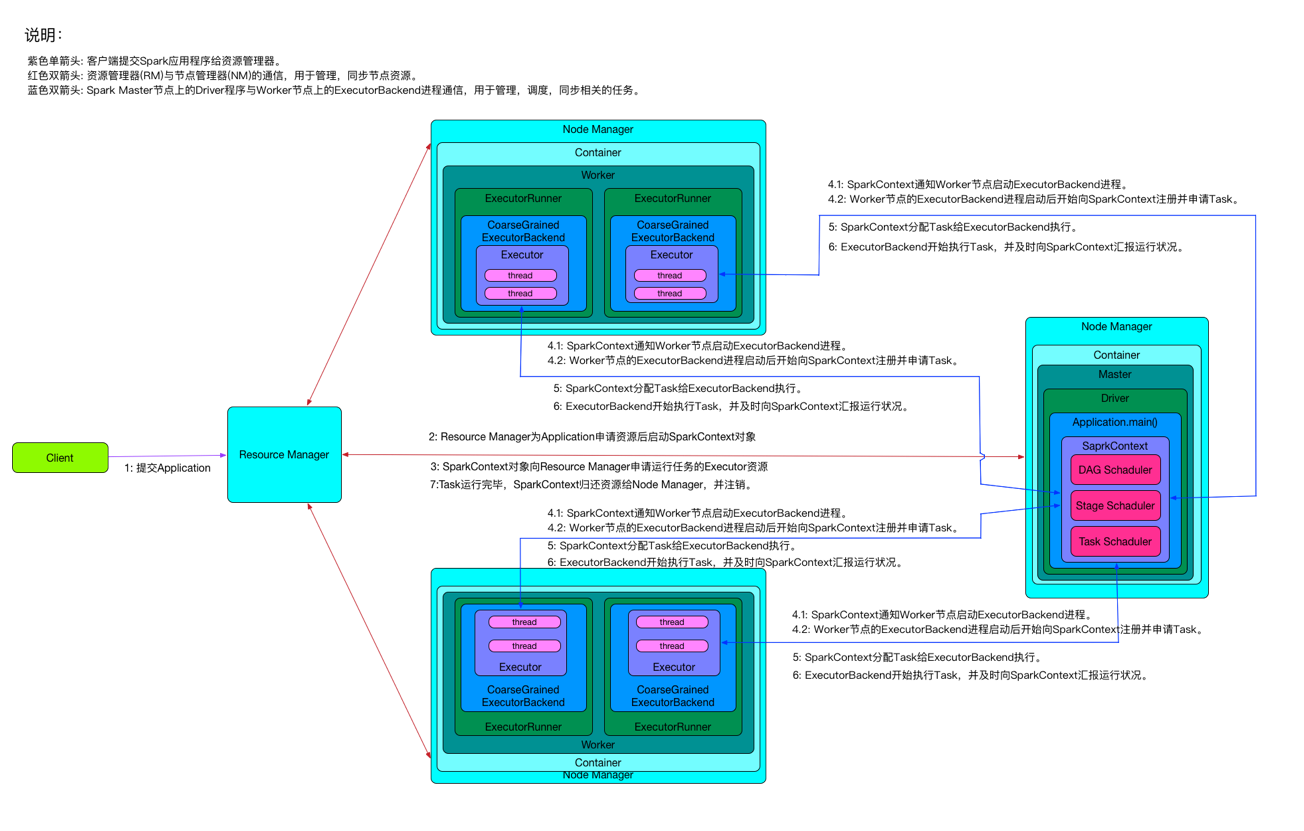 说明：
紫色单箭头: 客户端提交Spark应用程序给资源管理器。
红色双箭头: 资源管理器(RM)与节点管理器(NM)的通信，用于管理，同步节点资源。
蓝色双箭头: Spark Master节点上的Driver程序与Worker节点上的ExecutorBackend进程通信，用于管理，调度，同步相关的任务。
Node Manager
Container
Worker
ExecutorRunner
CoarseGrained
ExecutorBackend
Executor
thread
thread
ExecutorRunner
CoarseGrained
ExecutorBackend
Executor
thread
thread
4.1: SparkContext通知Worker节点启动ExecutorBackend进程。
4.2: Worker节点的ExecutorBackend进程启动后开始向SparkContext注册并申请Task。
5: SparkContext分配Task给ExecutorBackend执行。
6: ExecutorBackend开始执行Task，并及时向SparkContext汇报运行状况。
4.1: SparkContext通知Worker节点启动ExecutorBackend进程。
4.2: Worker节点的ExecutorBackend进程启动后开始向SparkContext注册并申请Task。
5: SparkContext分配Task给ExecutorBackend执行。
6: ExecutorBackend开始执行Task，并及时向SparkContext汇报运行状况。
Client
1: 提交Application
Resource Manager
2: Resource Manager为Application申请资源后启动SparkContext对象
3: SparkContext对象向Resource Manager申请运行任务的Executor资源
7:Task运行完毕，SparkContext归还资源给Node Manager，并注销。
Node Manager
Container
Master
Driver
Application.main()
SaprkContext
DAG Schaduler
Stage Schaduler
Task Schaduler
4.1: SparkContext通知Worker节点启动ExecutorBackend进程。
4.2: Worker节点的ExecutorBackend进程启动后开始向SparkContext注册并申请Task。
5: SparkContext分配Task给ExecutorBackend执行。
6: ExecutorBackend开始执行Task，并及时向SparkContext汇报运行状况。
thread
thread
Executor
CoarseGrained
ExecutorBackend
ExecutorRunner
thread
thread
Executor
CoarseGrained
ExecutorBackend
ExecutorRunner
Worker
Container
Node Manager
4.1: SparkContext通知Worker节点启动ExecutorBackend进程。
4.2: Worker节点的ExecutorBackend进程启动后开始向SparkContext注册并申请Task。
5: SparkContext分配Task给ExecutorBackend执行。
6: ExecutorBackend开始执行Task，并及时向SparkContext汇报运行状况。